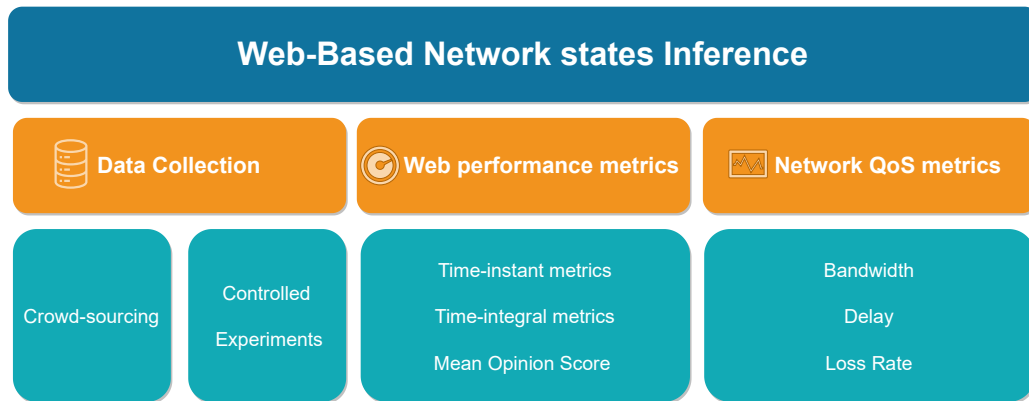 Web-Based Network states Inference
Data Collection
Web performance metrics
Network QoS metrics
Crowd-sourcing
Controlled
Experiments
Time-instant metrics
Time-integral metrics
Mean Opinion Score
Bandwidth
Delay
Loss Rate